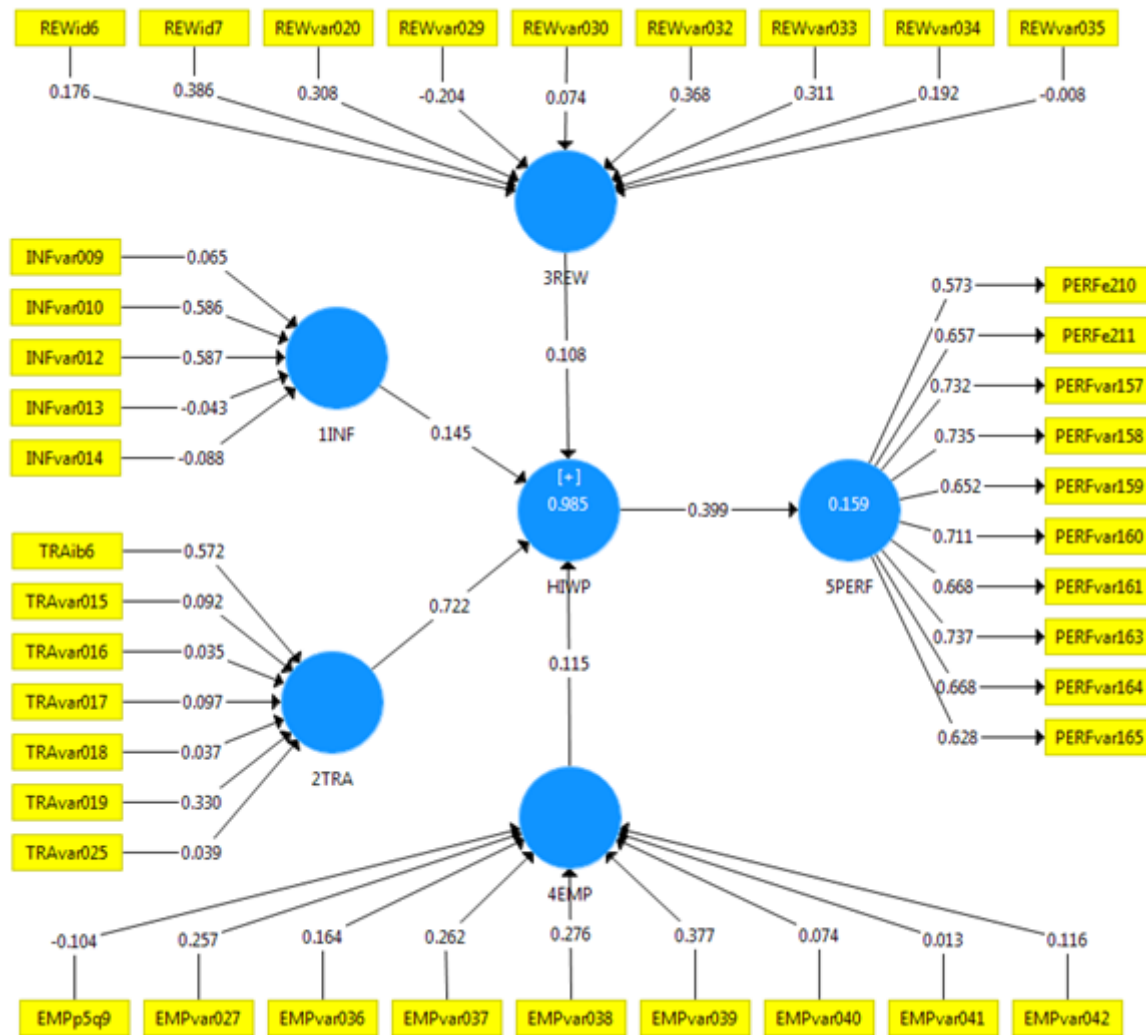 REWid6 REWid7 REWvar020 REWvar029 REWvar030 REWvar032 REWvar033 REWvar034 REWvar035
0.176 0.386 0.308 -0.204 0.074 0.368 0.311 0.192 -0.008
3REW
0.108
INFvar009 0.065
INFvar010 0.586
INFvar012 0.587
INFvar013 -0.043
INFvar014 -0.088
1INF
0.145
TRAib6 0.572
TRAvar015 0.092
TRAvar016 0.035
TRAvar017 0.097
TRAvar018 0.037
TRAvar019 0.330
TRAvar025 0.039
2TRA
0.722
[+]
0.985
HIWP
0.399
0.159
5PERF
0.573 PERFe210
0.657 PERFe211
0.732 PERFvar157
0.735 PERFvar158
0.652 PERFvar159
0.711 PERFvar160
0.668 PERFvar161
0.737 PERFvar163
0.668 PERFvar164
0.628 PERFvar165
0.115
4EMP
-0.104 0.257 0.164 0.262 0.276 0.377 0.074 0.013 0.116
EMPp5q9 EMPvar027 EMPvar036 EMPvar037 EMPvar038 EMPvar039 EMPvar040 EMPvar041 EMPvar042